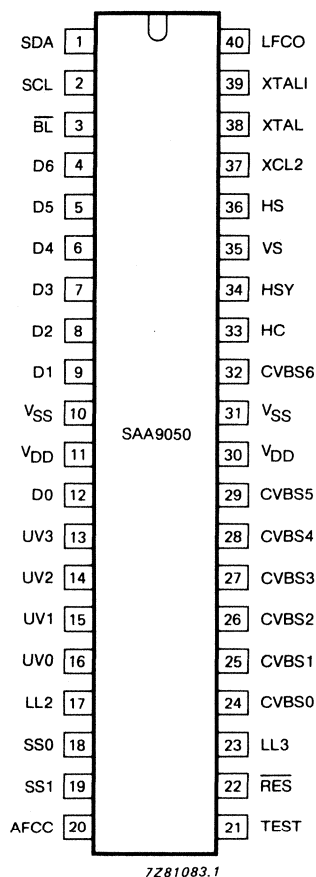 SDA 1 40 LFCO
SCL 2 39 XTALI
B̅L̅ 3 38 XTAL
D6 4 37 XCL2
D5 5 36 HS
D4 6 35 VS
D3 7 34 HSY
D2 8 33 HC
D1 9 32 CVBS6
VSS 10 31 VSS
SAA9050
VDD 11 30 VDD
D0 12 29 CVBS5
UV3 13 28 CVBS4
UV2 14 27 CVBS3
UV1 15 26 CVBS2
UV0 16 25 CVBS1
LL2 17 24 CVBS0
SS0 18 23 LL3
SS1 19 22 R̅E̅S̅
AFCC 20 21 TEST
7Z81083.1